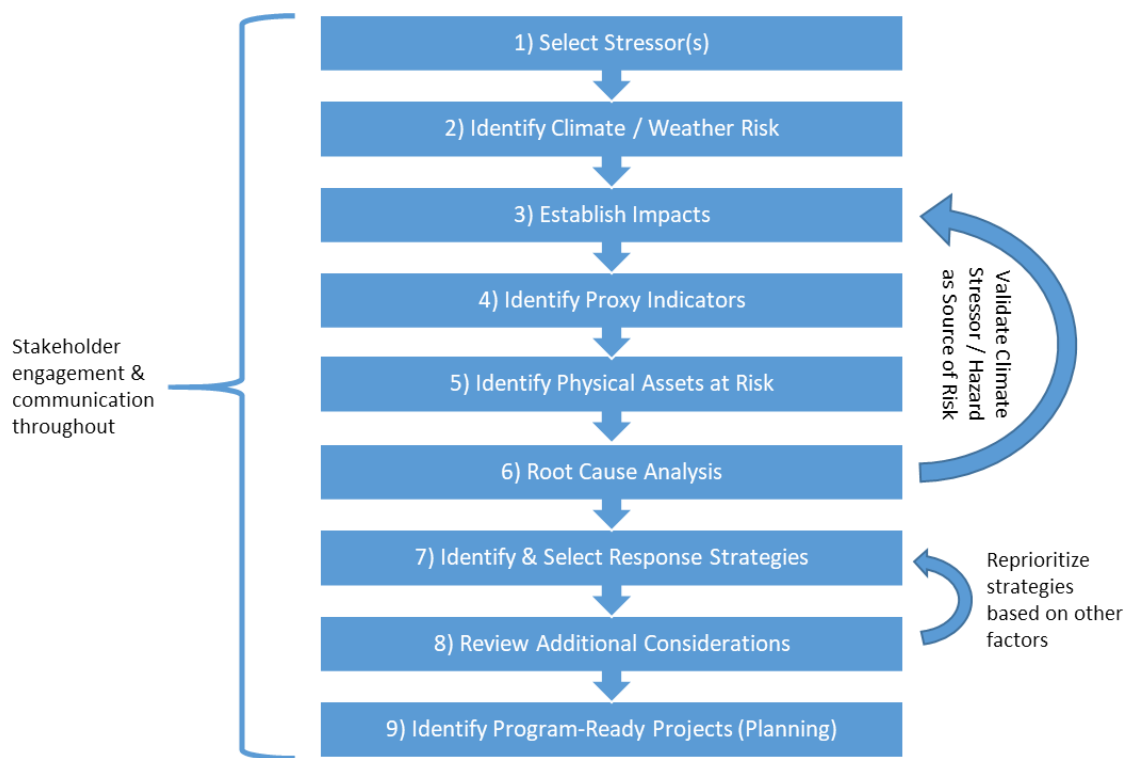 1) Select Stressor(s)
2) Identify Climate / Weather Risk
3) Establish Impacts
4) Identify Proxy Indicators
5) Identify Physical Assets at Risk
6) Root Cause Analysis
7) Identify & Select Response Strategies
8) Review Additional Considerations
9) Identify Program-Ready Projects (Planning)
Stakeholder
engagement &
communication
throughout
Validate Climate
Stressor / Hazard
as Source of Risk
Reprioritize
strategies
based on other
factors